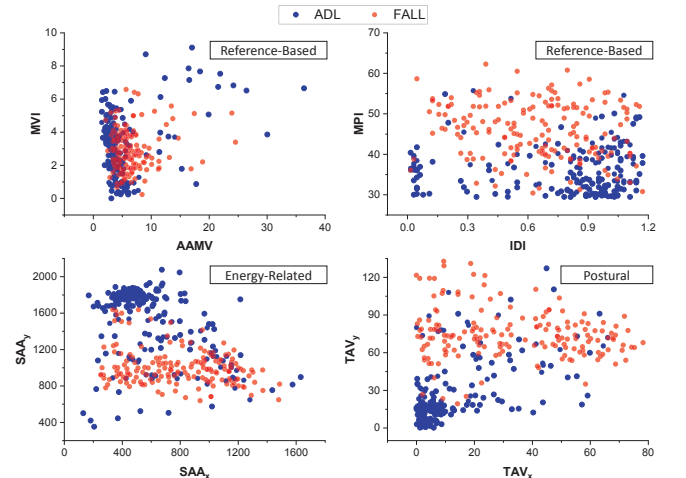 ADL FALL
Reference-Based
10
8
6
4
2
0
MVI
0 10 20 30 40
AAMV
Reference-Based
70
60
50
40
30
MPI
0.0 0.3 0.6 0.9 1.2
IDI
Energy-Related
2000
1600
1200
800
400
SAAy
0 400 800 1200 1600
SAAx
Postural
120
90
60
30
0
TAVy
0 20 40 60 80
TAVx